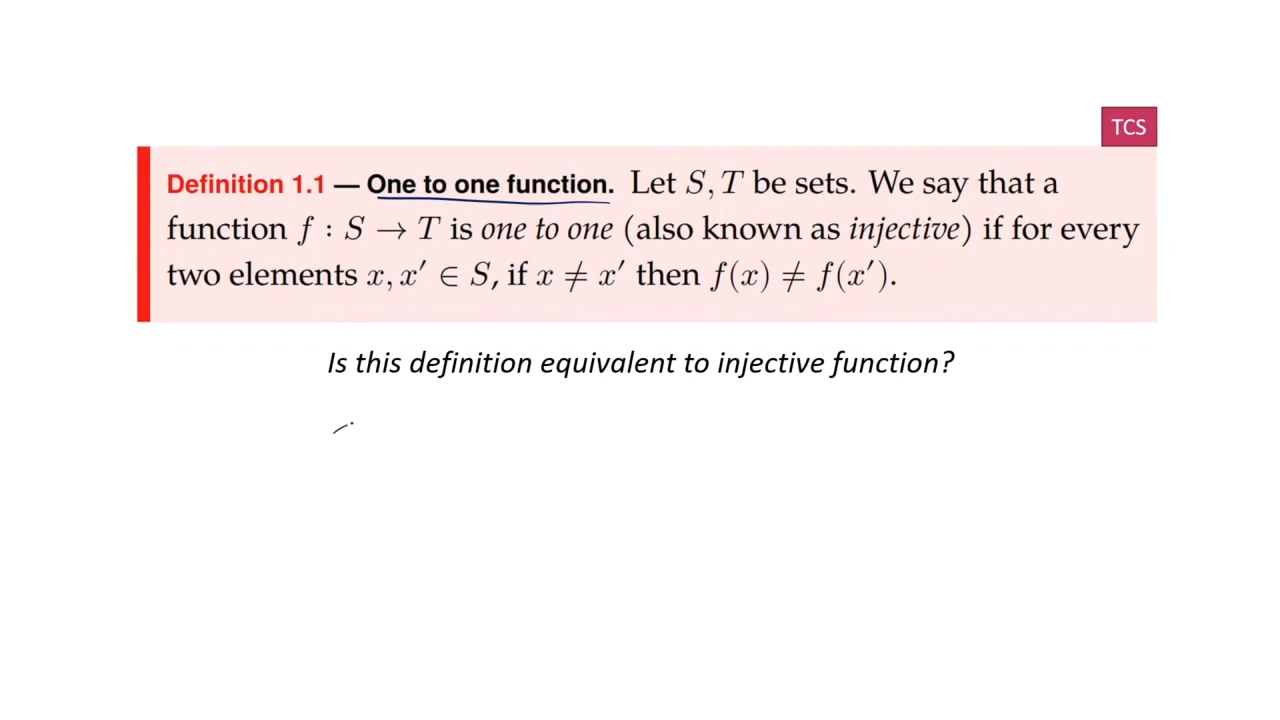 TCS
Definition 1.1 — One to one function. Let S, T be sets. We say that a
function f : S → T is one to one (also known as injective) if for every
two elements x, x′ ∈ S, if x ≠ x′ then f(x) ≠ f(x′).
Is this definition equivalent to injective function?